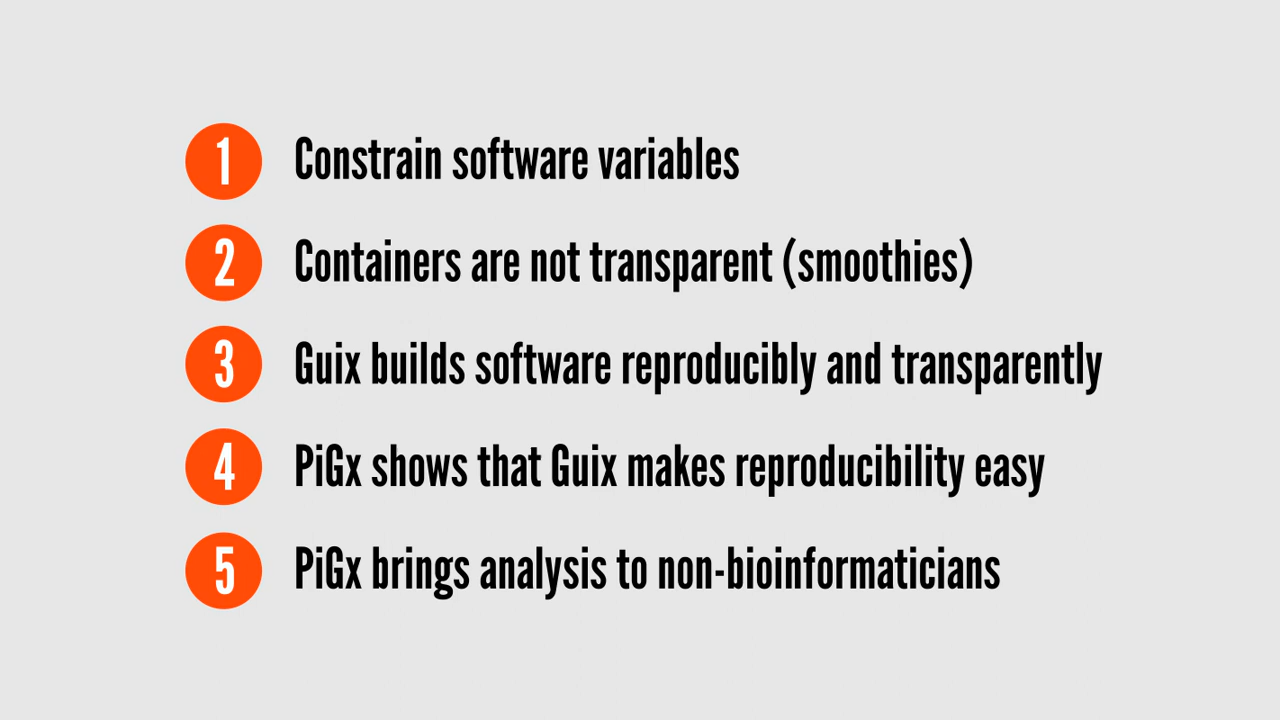 1 Constrain software variables
2 Containers are not transparent (smoothies)
3 Guix builds software reproducibly and transparently
4 PiGx shows that Guix makes reproducibility easy
5 PiGx brings analysis to non-bioinformaticians